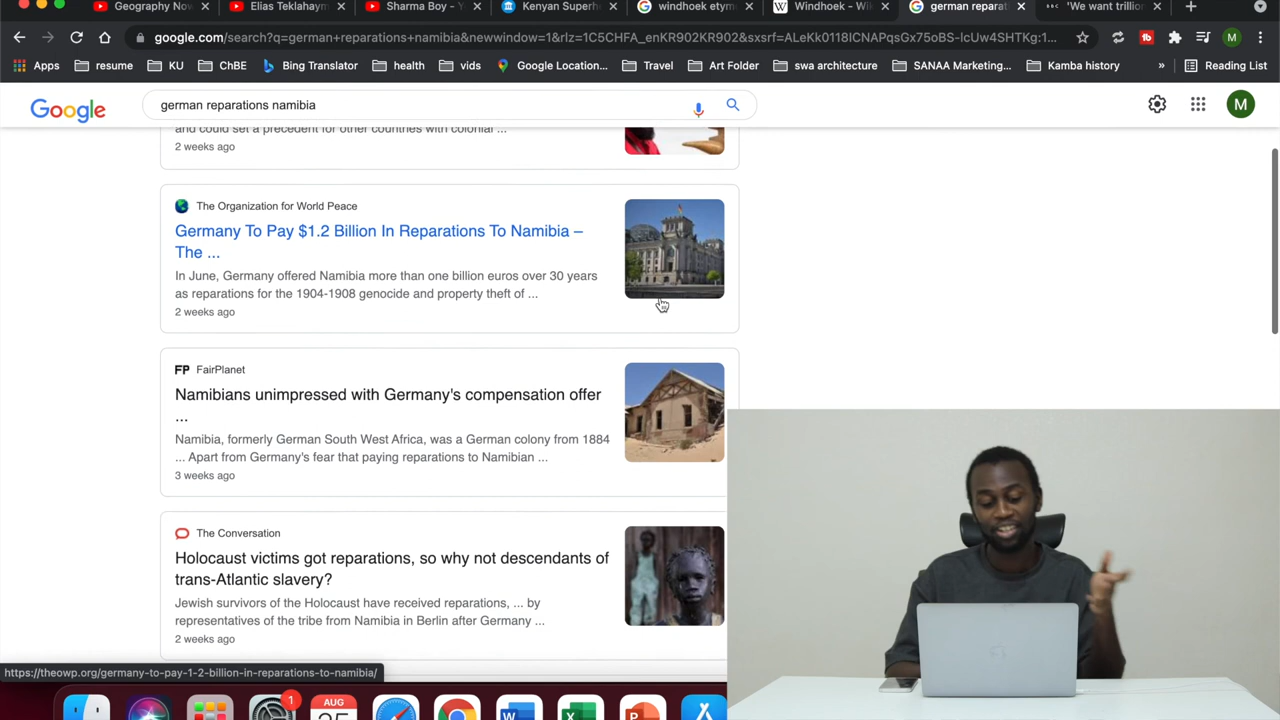 Geography Now
Elias Teklahaym
Sharma Boy - Y
Kenyan Superhe
windhoek etym
Windhoek - Wik
german reparat
'We want trillion
google.com/search?q=german+reparations+namibia&newwindow=1&rlz=1C5CHFA_enKR902KR902&sxsrf=ALeKk0118ICNAPqsGx75oBS-lcUw4SHTKg:1...
M
Apps
resume
KU
ChBE
Bing Translator
health
vids
Google Location...
Travel
Art Folder
swa architecture
SANAA Marketing...
Kamba history
»
Reading List
Google
german reparations namibia
M
and could set a precedent for other countries with colonial ...
2 weeks ago
The Organization for World Peace
Germany To Pay $1.2 Billion In Reparations To Namibia –
The ...
In June, Germany offered Namibia more than one billion euros over 30 years
as reparations for the 1904-1908 genocide and property theft of ...
2 weeks ago
FP FairPlanet
Namibians unimpressed with Germany's compensation offer
...
Namibia, formerly German South West Africa, was a German colony from 1884
... Apart from Germany's fear that paying reparations to Namibian ...
3 weeks ago
The Conversation
Holocaust victims got reparations, so why not descendants of
trans-Atlantic slavery?
Jewish survivors of the Holocaust have received reparations, ... by
representatives of the tribe from Namibia in Berlin after Germany ...
2 weeks ago
https://theowp.org/germany-to-pay-1-2-billion-in-reparations-to-namibia/
1
AUG
W
X
P